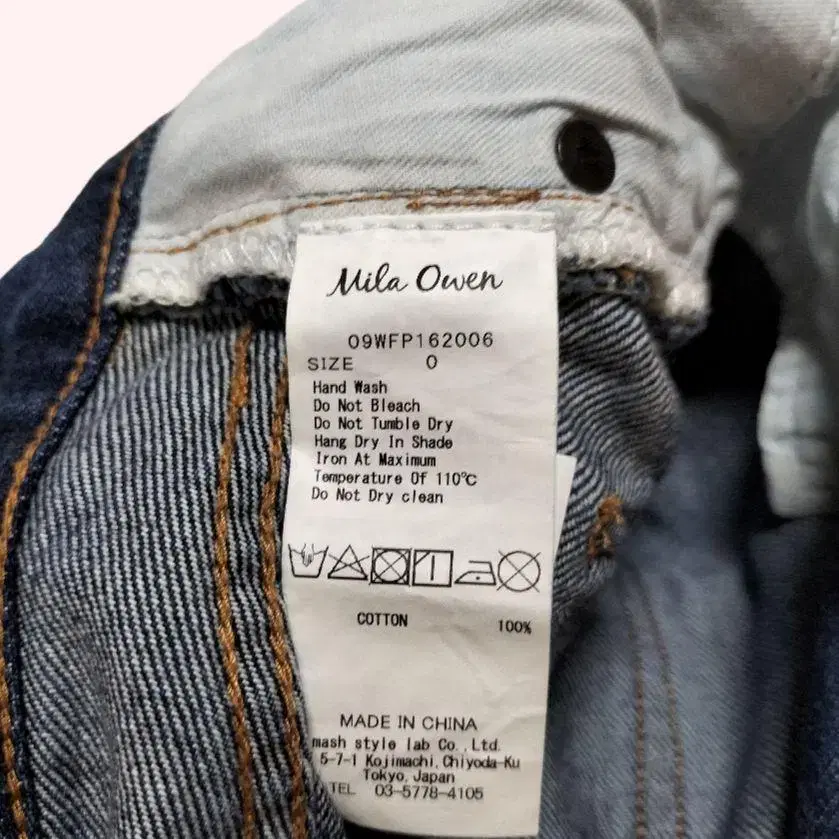 Mila Owen
09WFP162006
SIZE 0
Hand Wash
Do Not Bleach
Do Not Tumble Dry
Hang Dry In Shade
Iron At Maximum
Temperature Of 110℃
Do Not Dry clean
COTTON 100%
MADE IN CHINA
mash style lab Co.,Ltd.
5-7-1 Kojimachi,Chiyoda-Ku
Tokyo,Japan
TEL 03-5778-4105